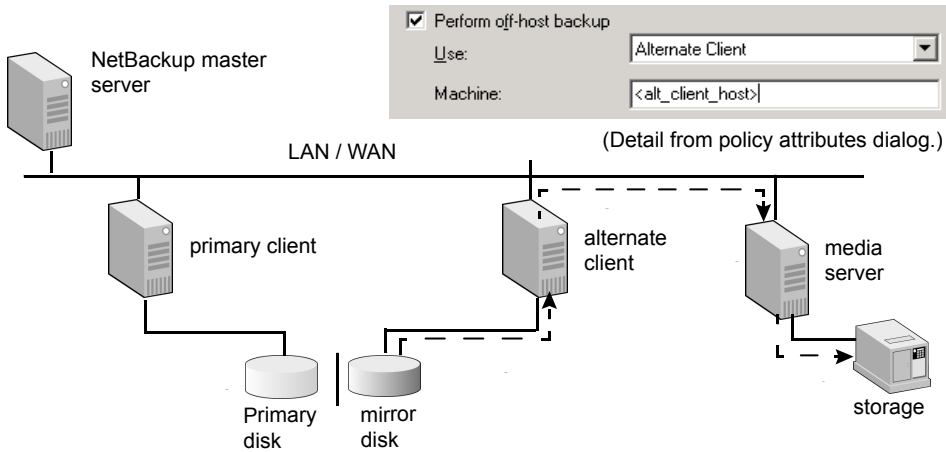 Perform off-host backup
Use:
Alternate Client
Machine:
<alt_client_host>
(Detail from policy attributes dialog.)
NetBackup master
server
LAN / WAN
primary client
alternate
client
media
server
Primary
disk
mirror
disk
storage